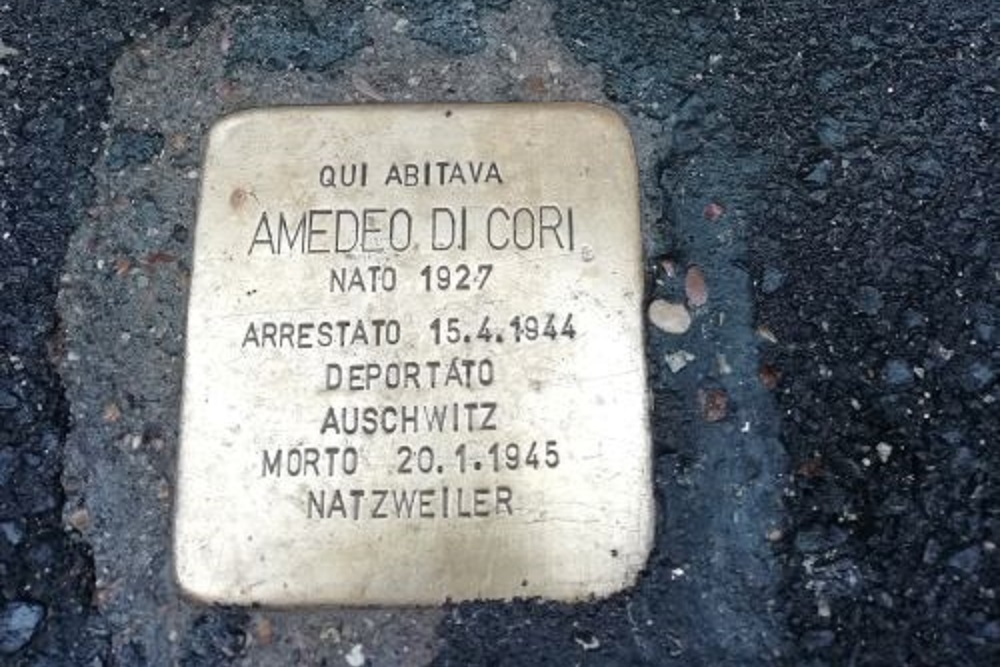 QUI ABITAVA
AMEDEO DI CORI
NATO 1927
ARRESTATO 15.4.1944
DEPORTATO
AUSCHWITZ
MORTO 20.1.1945
NATZWEILER